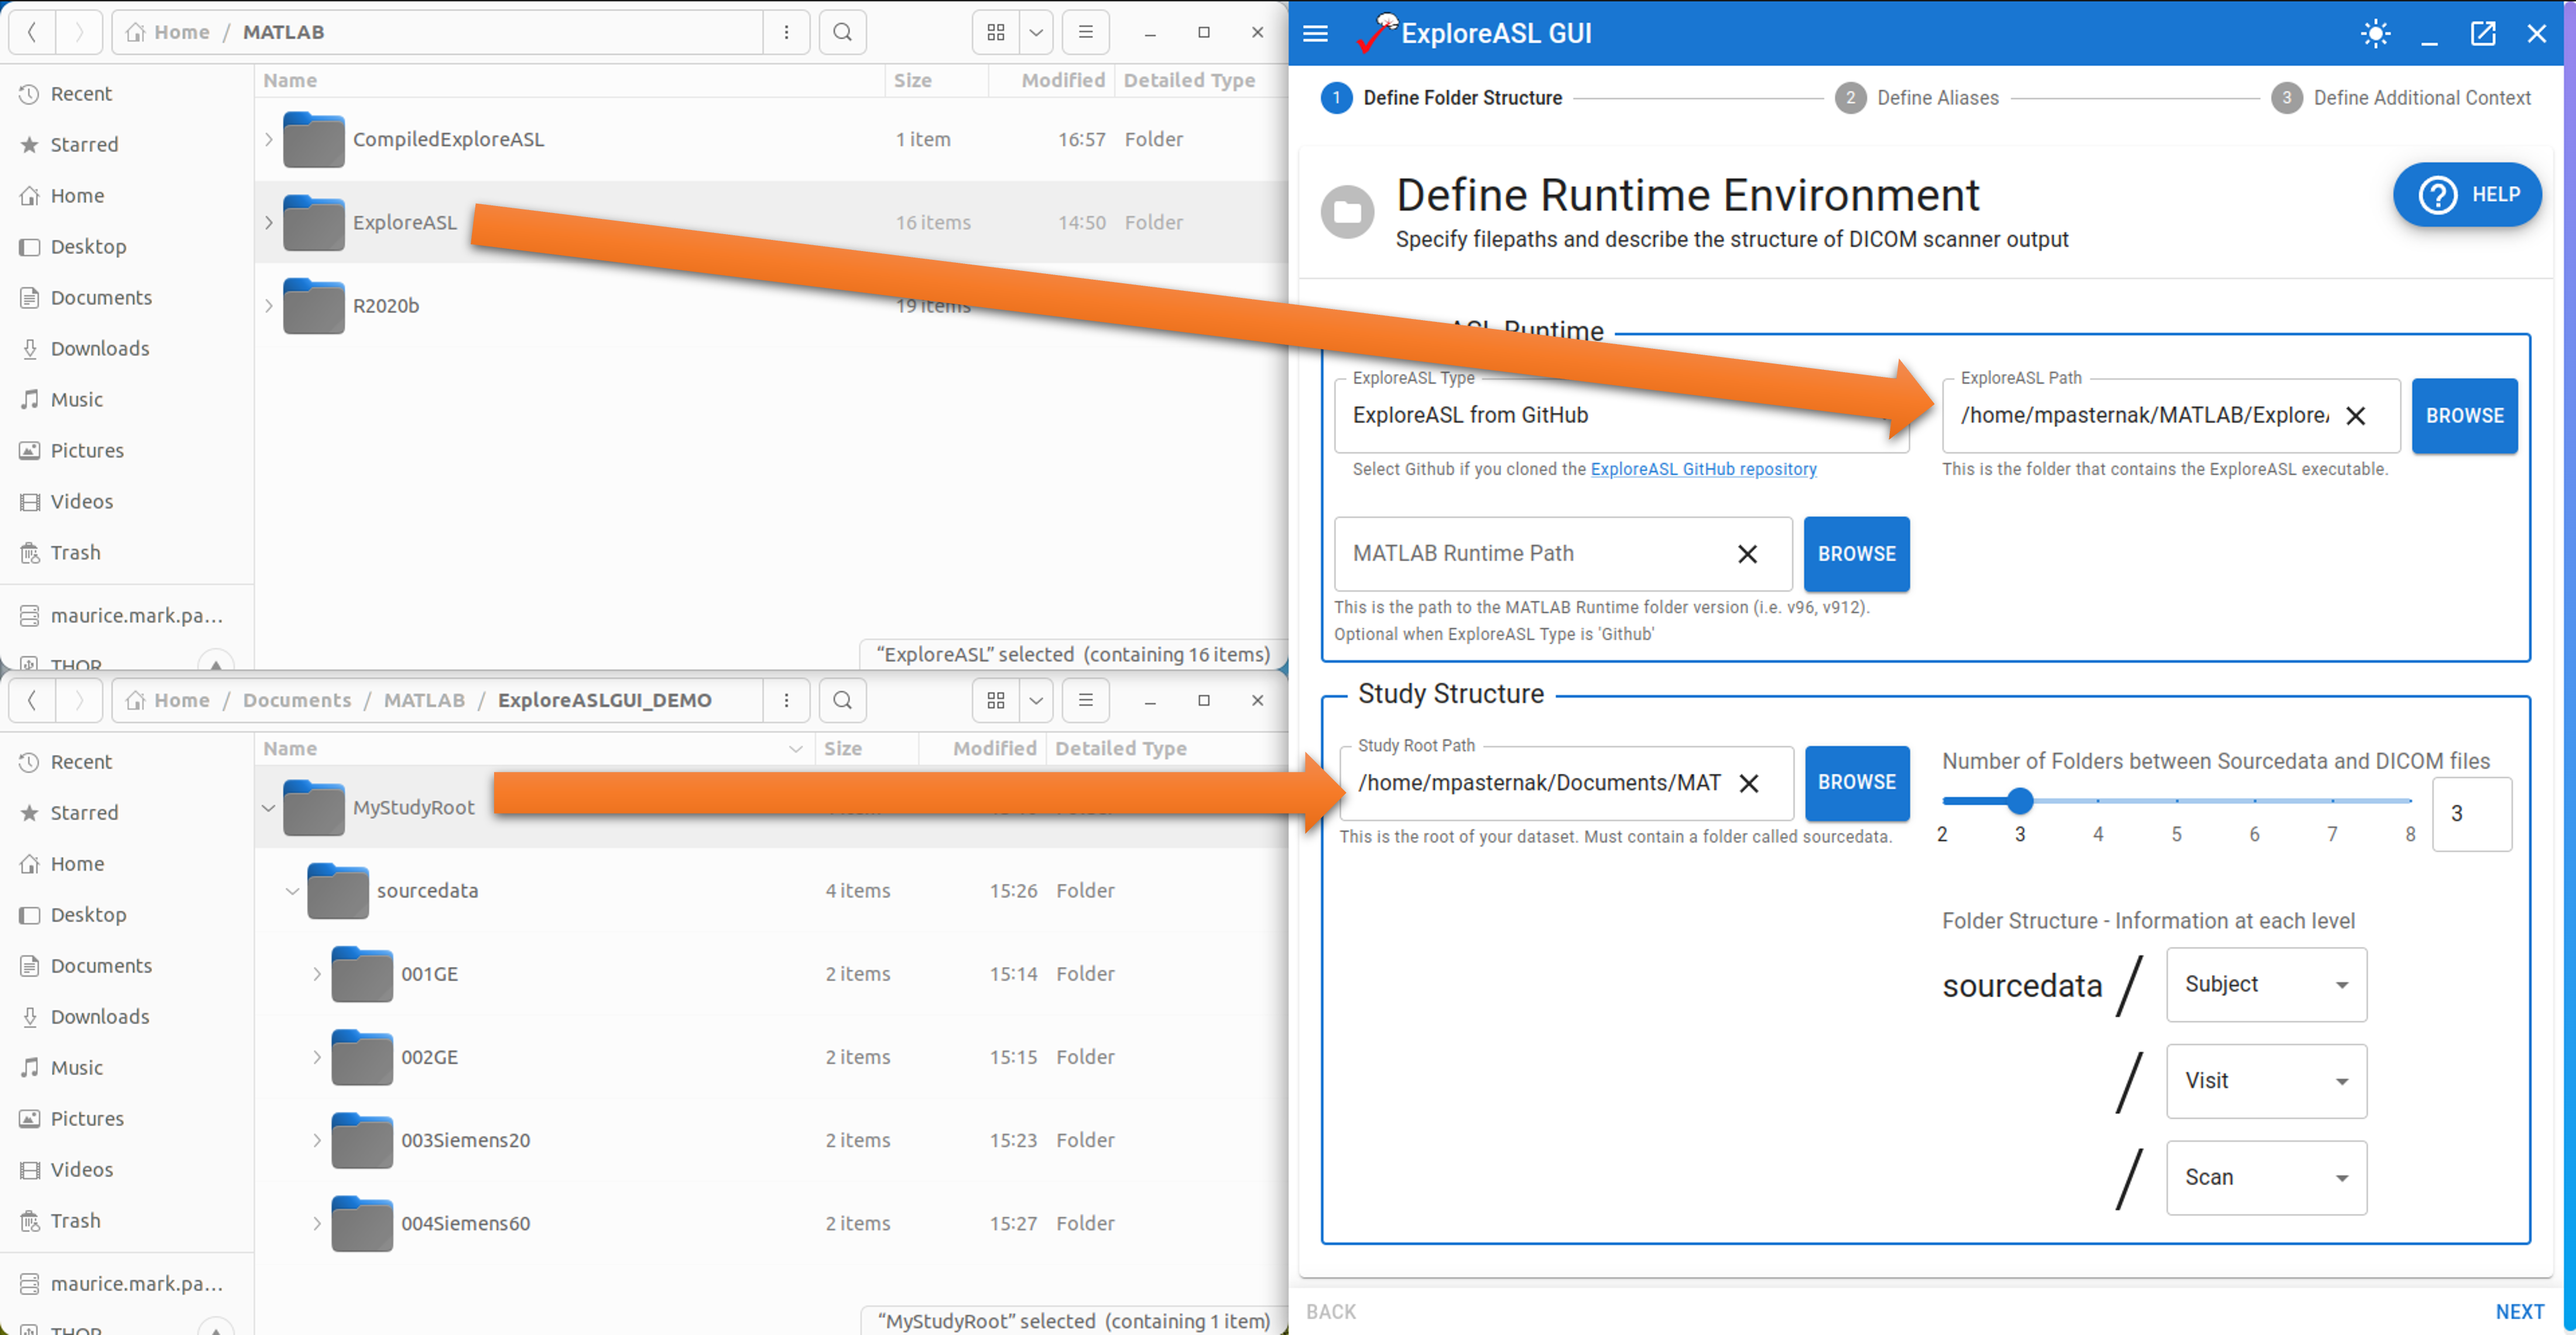 Home / MATLAB
Name Size Modified Detailed Type
Recent
Starred
Home
Desktop
Documents
Downloads
Music
Pictures
Videos
Trash
maurice.mark.pa...
THOR
CompiledExploreASL 1 item 16:57 Folder
ExploreASL 16 items 14:50 Folder
R2020b 19 items
“ExploreASL” selected (containing 16 items)
Home / Documents / MATLAB / ExploreASLGUI_DEMO
Name Size Modified Detailed Type
Recent
Starred
Home
Desktop
Documents
Downloads
Music
Pictures
Videos
Trash
maurice.mark.pa...
THOR
MyStudyRoot
sourcedata 4 items 15:26 Folder
001GE 2 items 15:14 Folder
002GE 2 items 15:15 Folder
003Siemens20 2 items 15:23 Folder
004Siemens60 2 items 15:27 Folder
“MyStudyRoot” selected (containing 1 item)
ExploreASL GUI
1 Define Folder Structure 2 Define Aliases 3 Define Additional Context
Define Runtime Environment
Specify filepaths and describe the structure of DICOM scanner output
HELP
ASL Runtime
ExploreASL Type
ExploreASL from GitHub
Select Github if you cloned the ExploreASL GitHub repository
ExploreASL Path
/home/mpasternak/MATLAB/Explore
BROWSE
This is the folder that contains the ExploreASL executable.
MATLAB Runtime Path
BROWSE
This is the path to the MATLAB Runtime folder version (i.e. v96, v912).
Optional when ExploreASL Type is 'Github'
Study Structure
Study Root Path
/home/mpasternak/Documents/MAT
BROWSE
This is the root of your dataset. Must contain a folder called sourcedata.
Number of Folders between Sourcedata and DICOM files
2 3 4 5 6 7 8
3
Folder Structure - Information at each level
sourcedata / Subject
/ Visit
/ Scan
BACK
NEXT